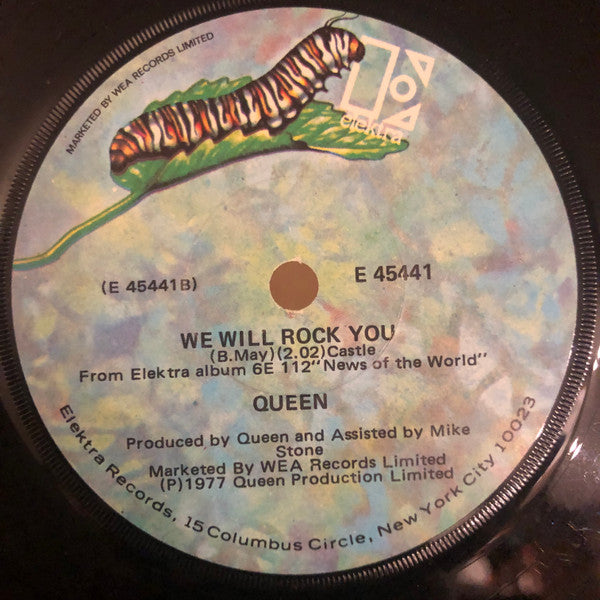 MARKETED BY WEA RECORDS LIMITED
elektra
(E 45441B)
E 45441
WE WILL ROCK YOU
(B.May)(2.02)Castle
From Elektra album 6E 112"News of the World"
QUEEN
Produced by Queen and Assisted by Mike
Stone
Marketed By WEA Records Limited
(P)1977 Queen Production Limited
Elektra Records, 15 Columbus Circle, New York City 10023